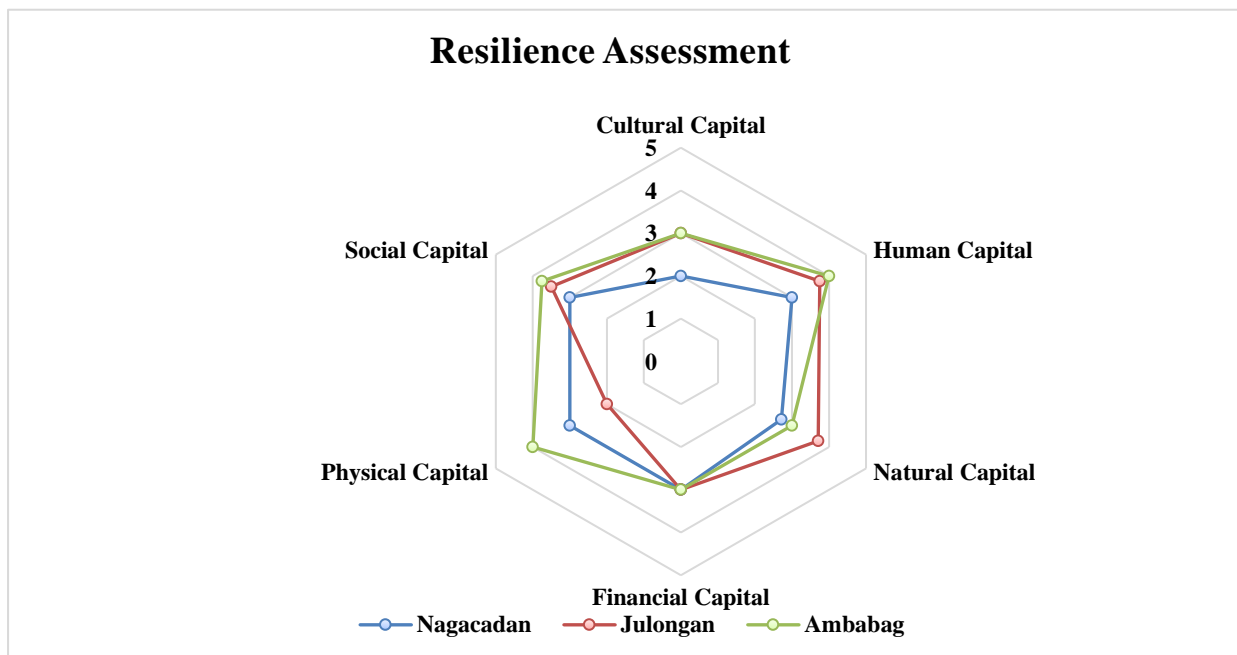 Resilience Assessment
Cultural Capital
5
4
3
2
1
0
Human Capital
Natural Capital
Financial Capital
Physical Capital
Social Capital
Nagacadan Julongan Ambabag